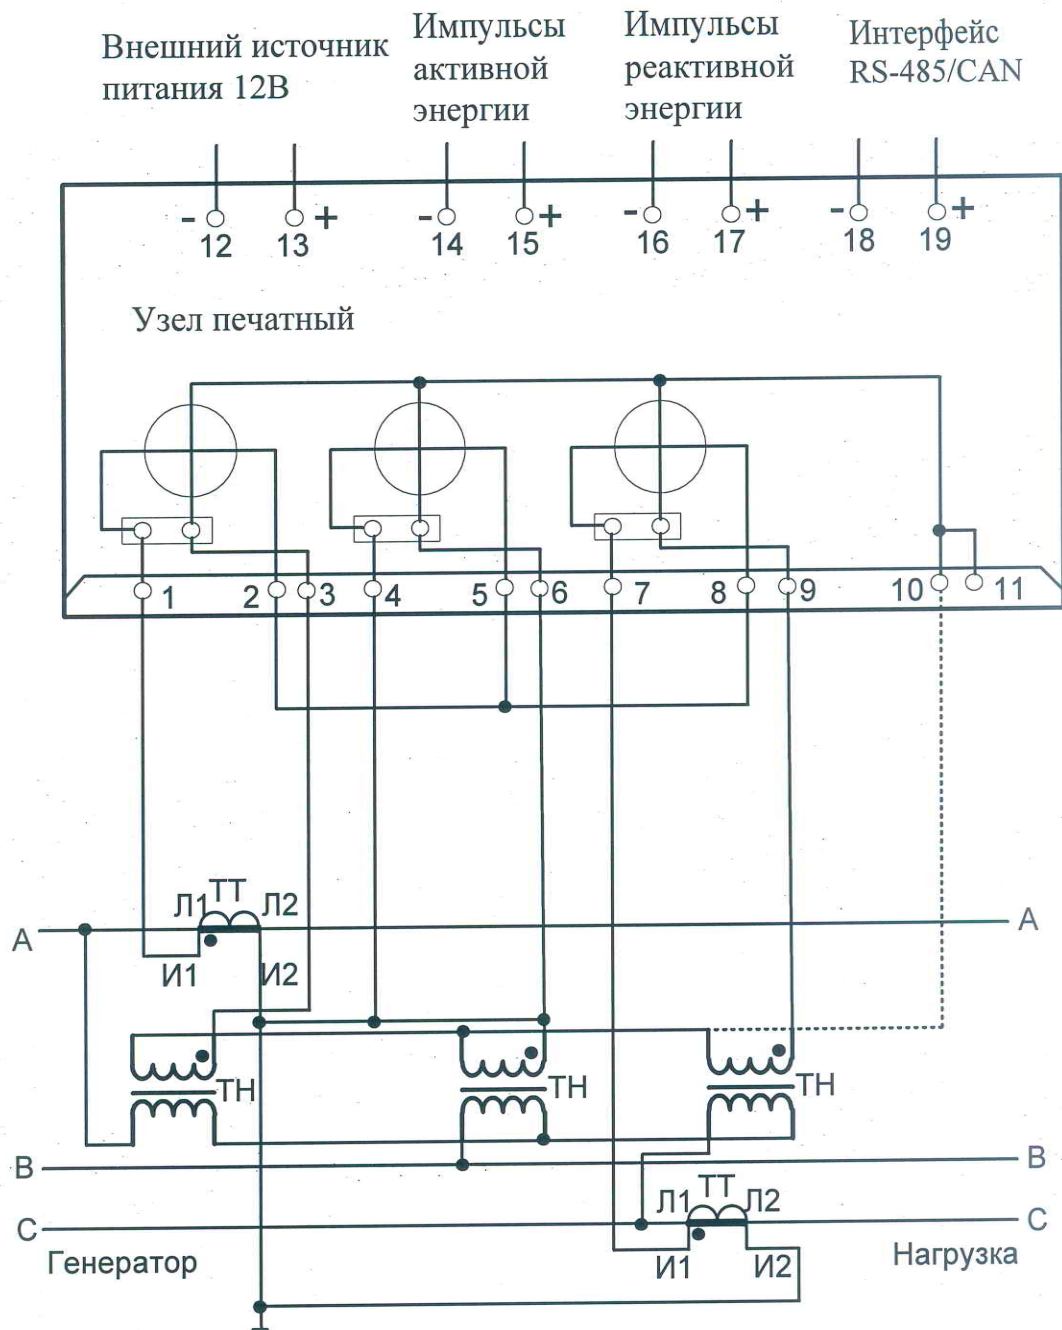 Внешний источник
питания 12В
Импульсы
активной
энергии
Импульсы
реактивной
энергии
Интерфейс
RS-485/CAN
- 12
13 +
- 14
15 +
- 16
17 +
- 18
19 +
Узел печатный
1 2 3 4 5 6 7 8 9 10 11
Л1 ТТ Л2
А А
И1 И2
ТН ТН ТН
В В
Л1 ТТ Л2
С С
Генератор И1 И2 Нагрузка